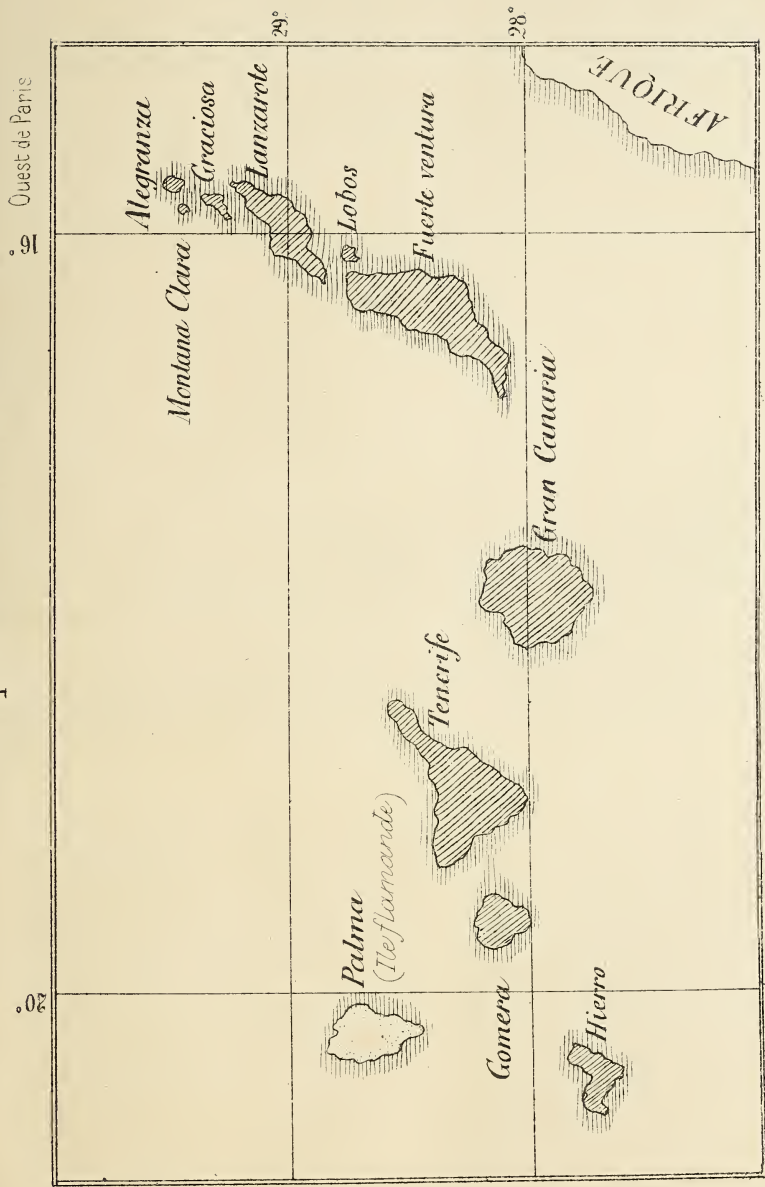 20°
16°
Ouest de Paris
Alegranza
Montana Clara
Graciosa
Lanzarote
29°
Lobos
Fuerte ventura
Palma
(Ile flamande)
Tenerife
Gomera
Gran Canaria
28°
Hierro
AFRIQUE